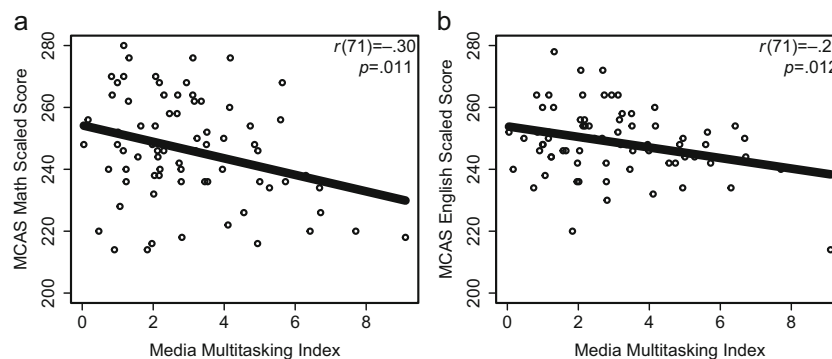 a
r(71)=–.30
p=.011
MCAS Math Scaled Score
280
260
240
220
200
0 2 4 6 8
Media Multitasking Index
b
r(71)=–.2
p=.012
MCAS English Scaled Score
280
260
240
220
200
0 2 4 6 8
Media Multitasking Index